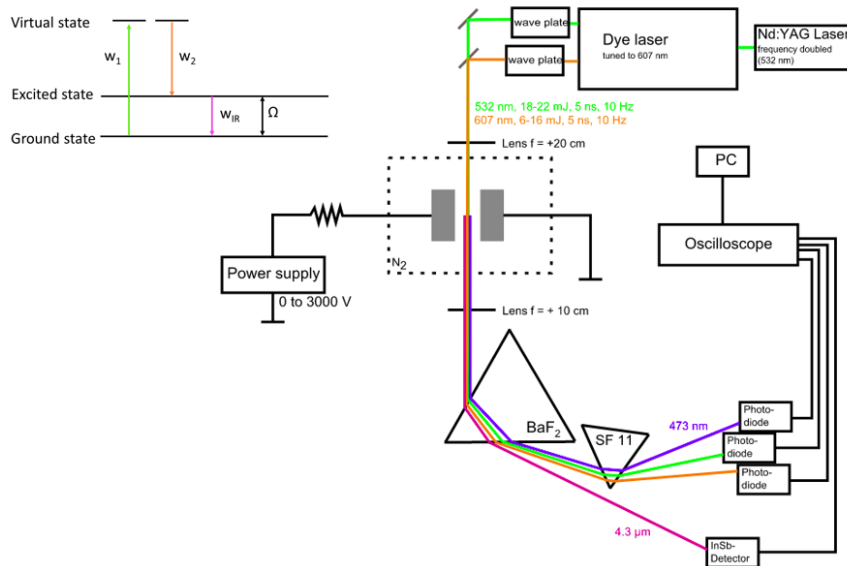 Virtual state
w1
w2
Excited state
wIR
Ω
Ground state
wave plate
wave plate
Dye laser
tuned to 607 nm
Nd:YAG Laser
frequency doubled
(532 nm)
532 nm, 18-22 mJ, 5 ns, 10 Hz
607 nm, 6-16 mJ, 5 ns, 10 Hz
Lens f = +20 cm
PC
Oscilloscope
N2
Power supply
0 to 3000 V
Lens f = + 10 cm
BaF2
SF 11
473 nm
Photo-
diode
Photo-
diode
Photo-
diode
4.3 µm
InSb-
Detector